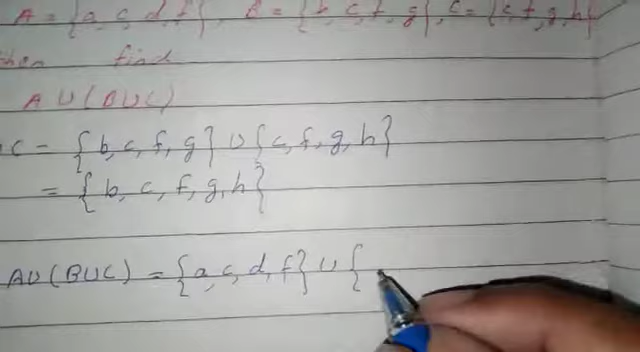 A = {a, c, d, f}, B = {b, c, f, g}, C = {c, f, g, h}
then find
A U (B U C)
C = {b, c, f, g} U {c, f, g, h}
= {b, c, f, g, h}
A U (B U C) = {a, c, d, f} U {